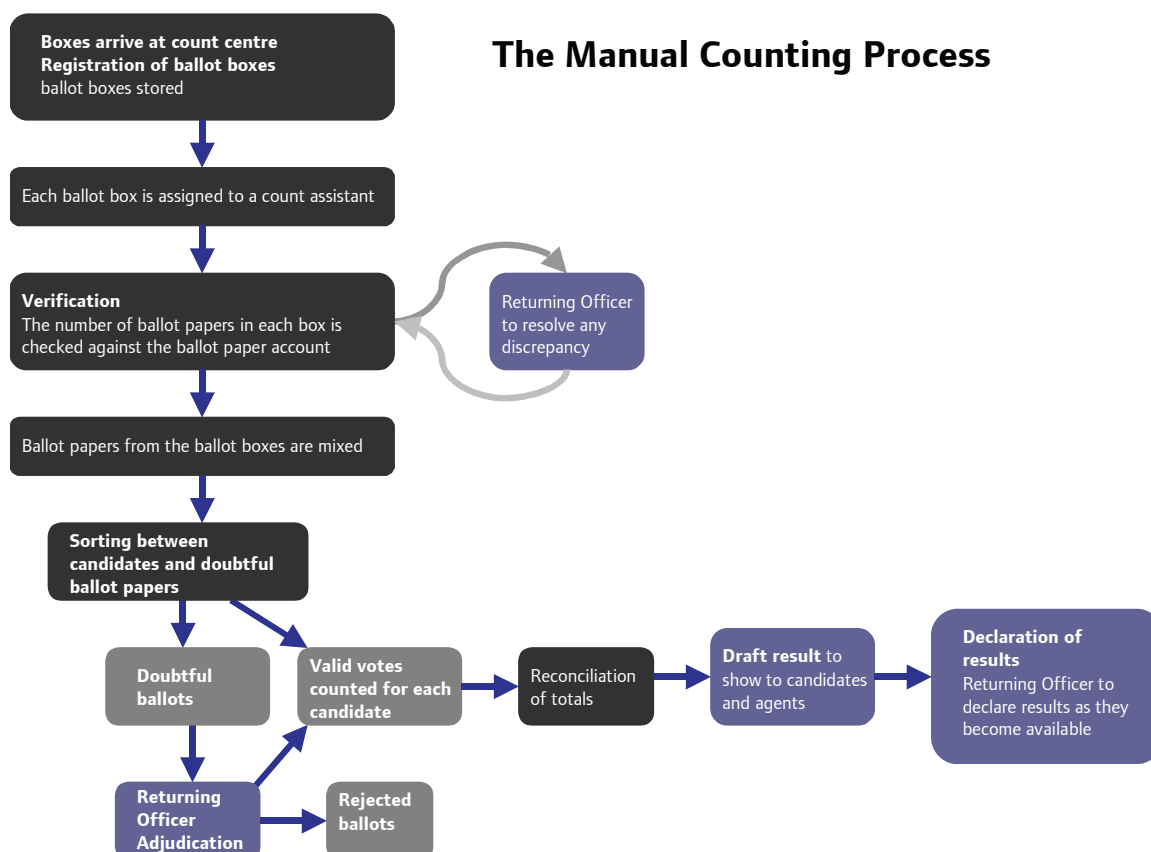 The Manual Counting Process
Boxes arrive at count centre
Registration of ballot boxes
ballot boxes stored
Each ballot box is assigned to a count assistant
Verification
The number of ballot papers in each box is
checked against the ballot paper account
Returning Officer
to resolve any
discrepancy
Ballot papers from the ballot boxes are mixed
Sorting between
candidates and doubtful
ballot papers
Doubtful
ballots
Valid votes
counted for each
candidate
Reconciliation
of totals
Draft result to
show to candidates
and agents
Declaration of
results
Returning Officer to
declare results as they
become available
Returning
Officer
Adjudication
Rejected
ballots